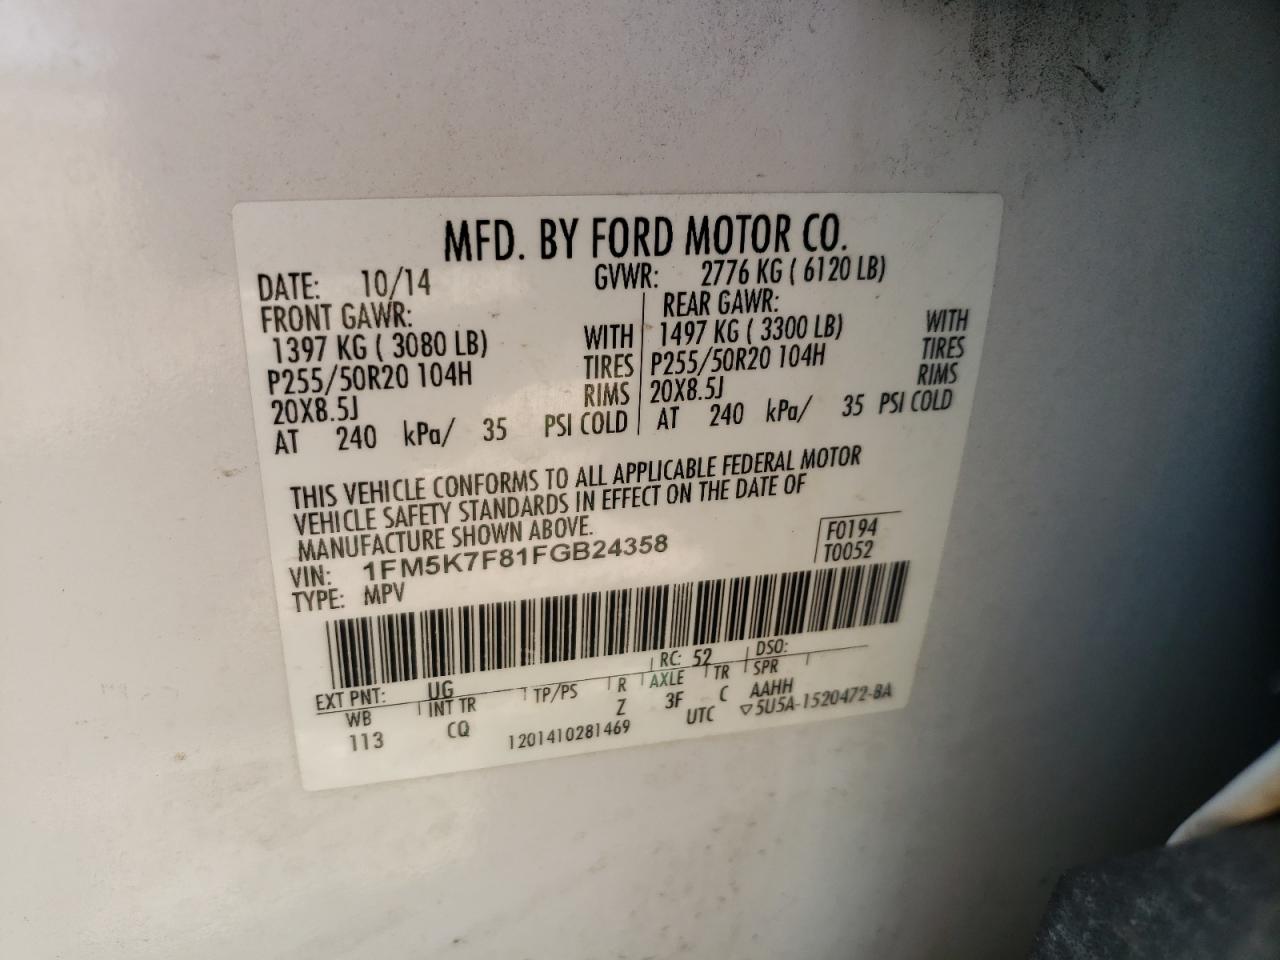 MFD. BY FORD MOTOR CO.
DATE: 10/14 GVWR: 2776 KG ( 6120 LB)
FRONT GAWR: REAR GAWR:
1397 KG ( 3080 LB) WITH 1497 KG ( 3300 LB) WITH
P255/50R20 104H TIRES P255/50R20 104H TIRES
20X8.5J RIMS 20X8.5J RIMS
AT 240 kPa/ 35 PSI COLD AT 240 kPa/ 35 PSI COLD
THIS VEHICLE CONFORMS TO ALL APPLICABLE FEDERAL MOTOR
VEHICLE SAFETY STANDARDS IN EFFECT ON THE DATE OF
MANUFACTURE SHOWN ABOVE.
VIN: 1FM5K7F81FGB24358 F0194
TYPE: MPV T0052
EXT PNT: UG RC: 52 DSO:
WB INT TR TP/PS R AXLE TR SPR
113 CQ Z 3F C AAHH
1201410281469 UTC ▽5U5A-1520472-BA